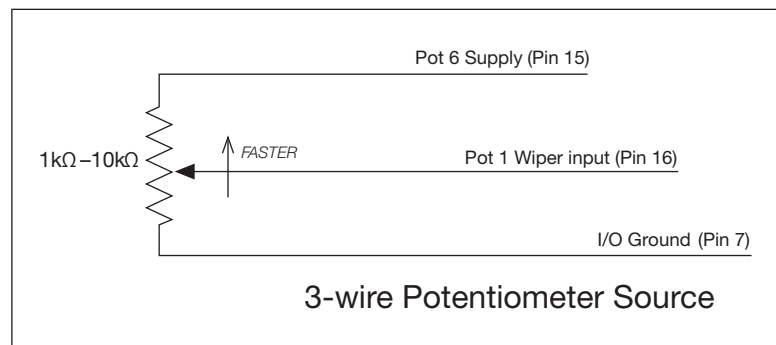 Pot 6 Supply (Pin 15)
1kΩ–10kΩ
FASTER
Pot 1 Wiper input (Pin 16)
I/O Ground (Pin 7)
3-wire Potentiometer Source